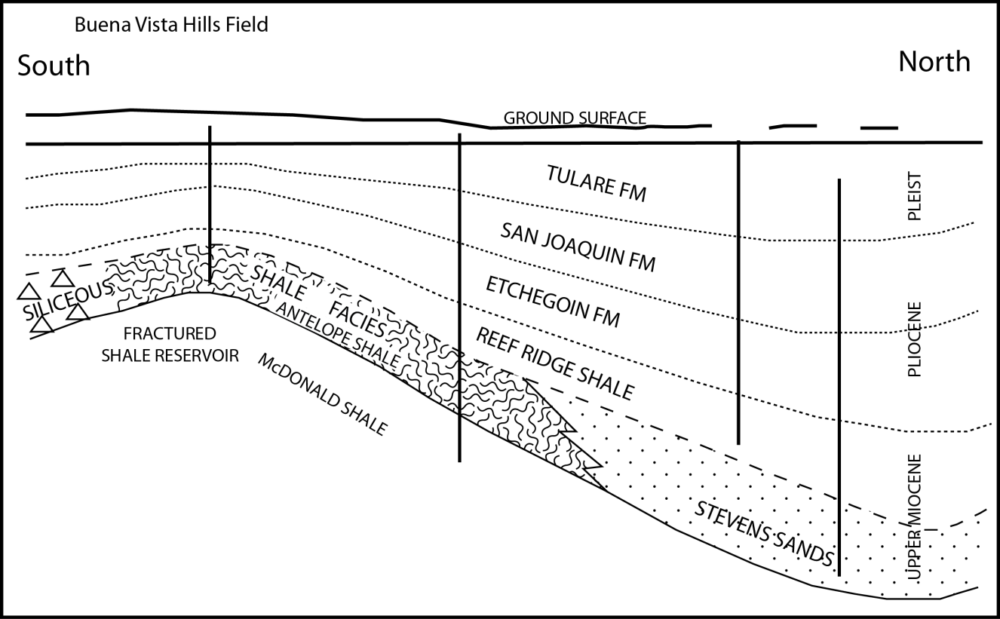 Buena Vista Hills Field
South
North
GROUND SURFACE
TULARE FM
PLEIST
SAN JOAQUIN FM
SHALE
FACIES
ETCHEGOIN FM
SILICEOUS
ANTELOPE SHALE
PLIOCENE
FRACTURED
SHALE RESERVOIR
REEF RIDGE SHALE
McDONALD SHALE
STEVENS SANDS
UPPER MIOCENE